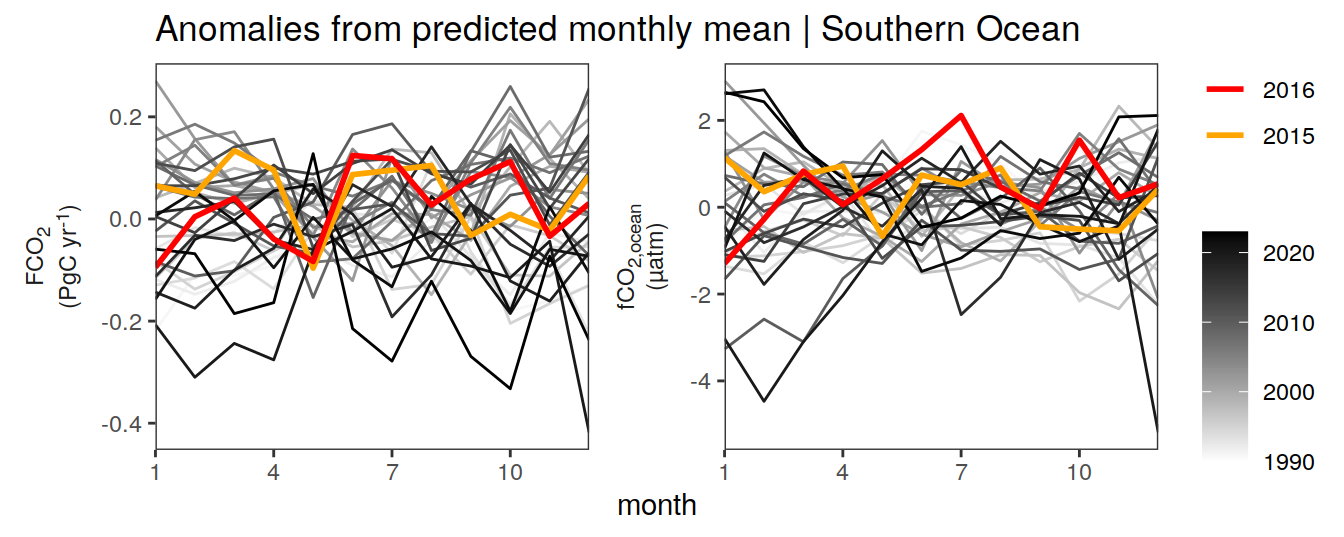 Anomalies from predicted monthly mean | Southern Ocean
FCO₂
(PgC yr⁻¹)
0.2
0.0
-0.2
-0.4
1 4 7 10
fCO₂,ocean
(µatm)
2
0
-2
-4
1 4 7 10
month
2016
2015
2020
2010
2000
1990